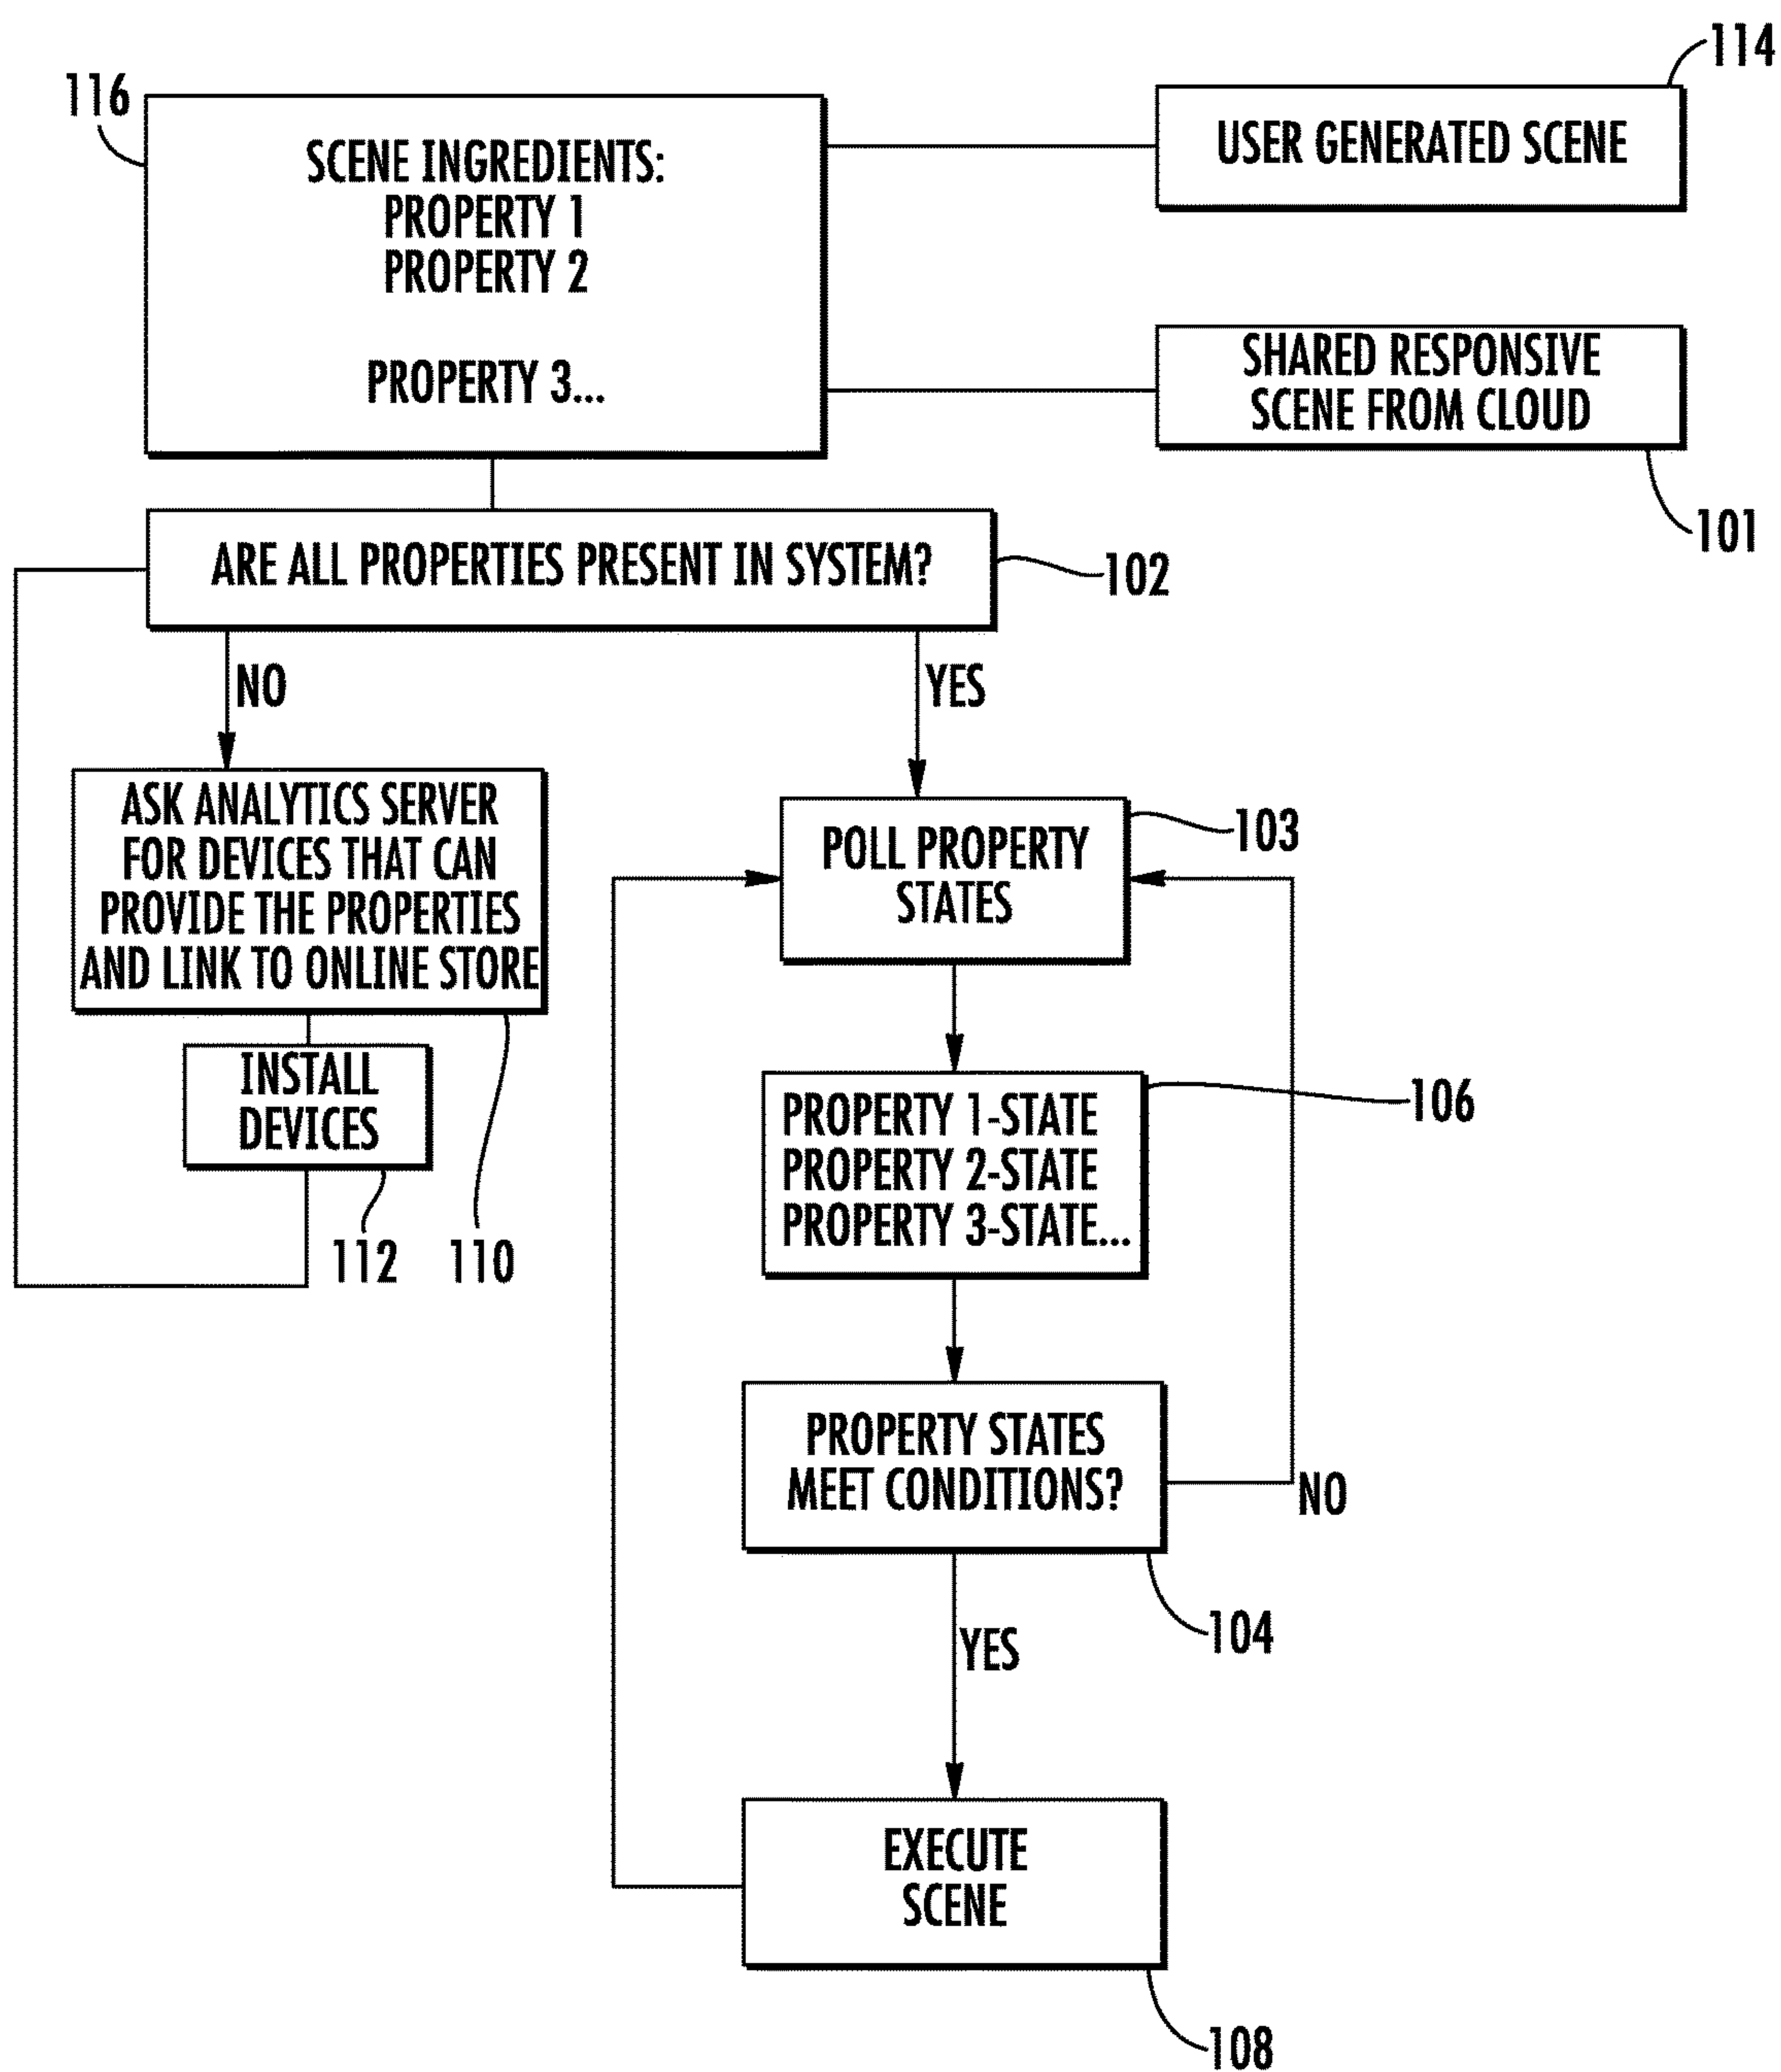 114
116
USER GENERATED SCENE
SCENE INGREDIENTS:
PROPERTY 1
PROPERTY 2
PROPERTY 3...
SHARED RESPONSIVE
SCENE FROM CLOUD
101
ARE ALL PROPERTIES PRESENT IN SYSTEM?
102
NO
YES
ASK ANALYTICS SERVER
FOR DEVICES THAT CAN
PROVIDE THE PROPERTIES
AND LINK TO ONLINE STORE
INSTALL
DEVICES
112
110
POLL PROPERTY
STATES
103
PROPERTY 1-STATE
PROPERTY 2-STATE
PROPERTY 3-STATE...
106
PROPERTY STATES
MEET CONDITIONS?
NO
104
YES
EXECUTE
SCENE
108